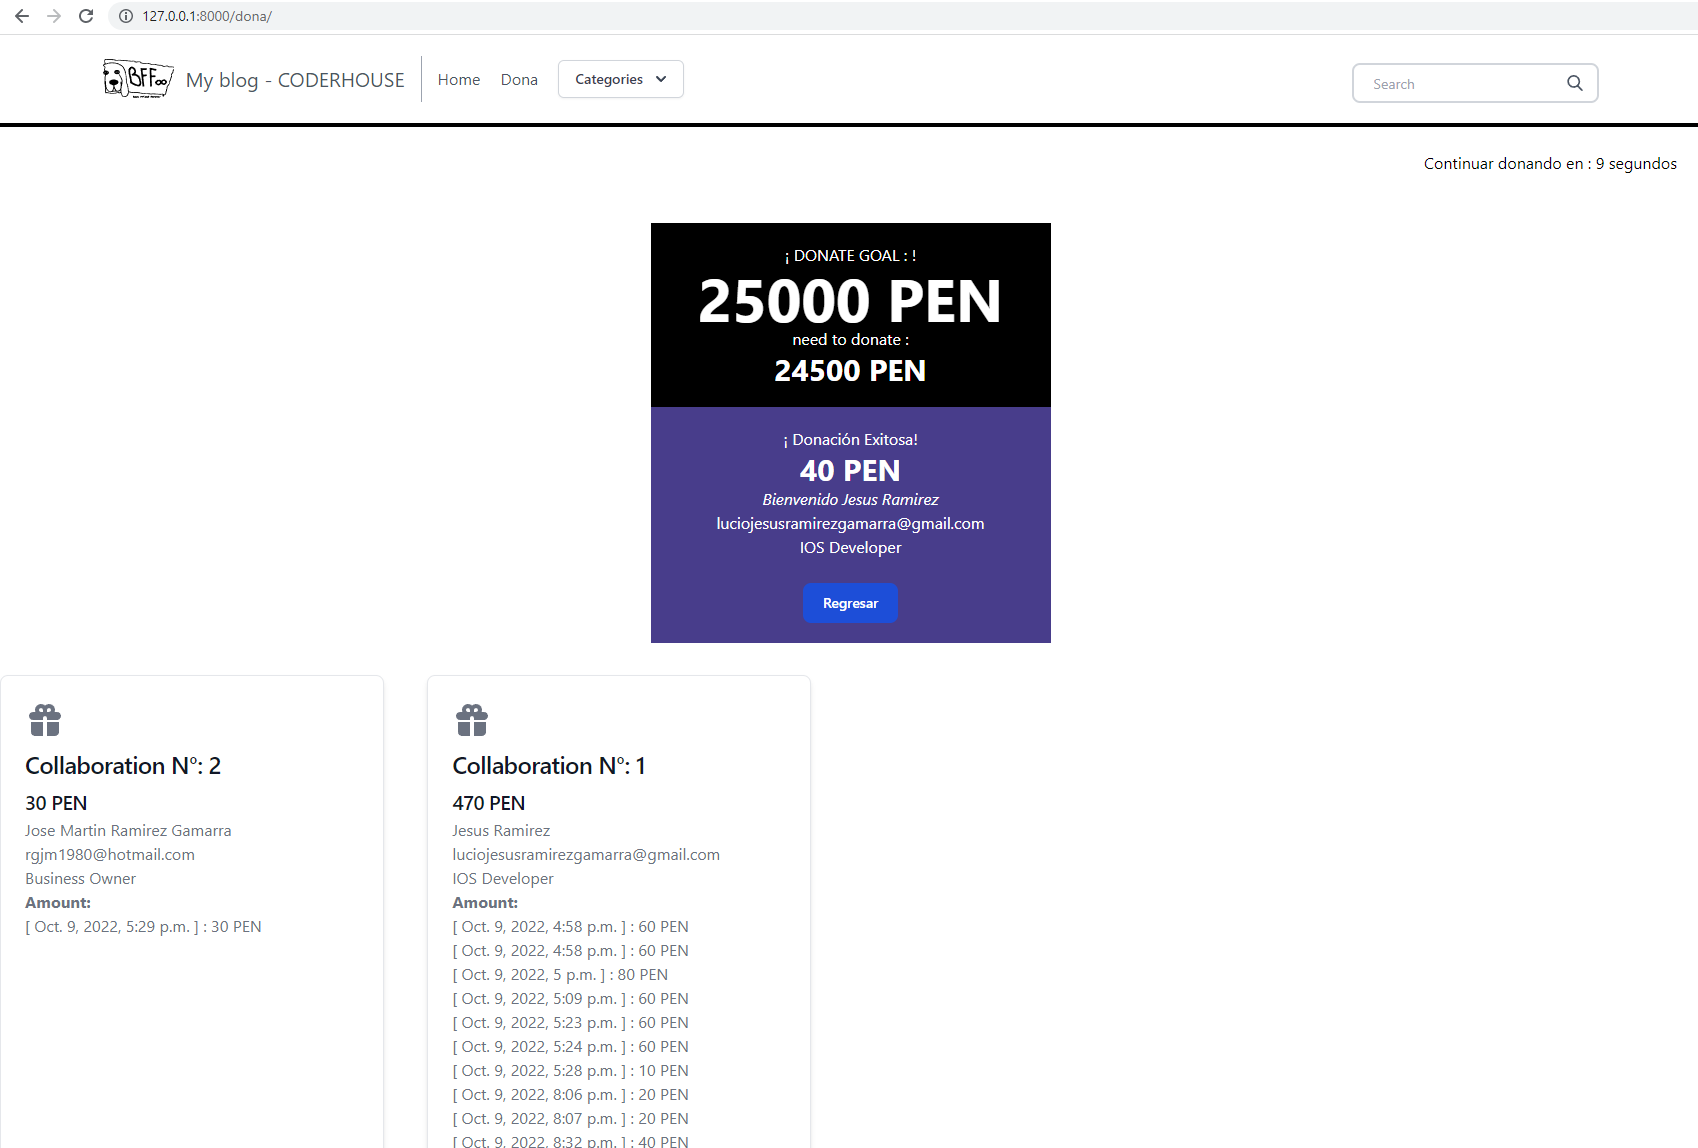 127.0.0.1:8000/dona/
BFF
My blog - CODERHOUSE
Home
Dona
Categories
Search
Continuar donando en : 9 segundos
¡ DONATE GOAL : !
25000 PEN
need to donate :
24500 PEN
¡ Donación Exitosa!
40 PEN
Bienvenido Jesus Ramirez
luciojesusramirezgamarra@gmail.com
IOS Developer
Regresar
Collaboration N°: 2
30 PEN
Jose Martin Ramirez Gamarra
rgjm1980@hotmail.com
Business Owner
Amount:
[ Oct. 9, 2022, 5:29 p.m. ] : 30 PEN
Collaboration N°: 1
470 PEN
Jesus Ramirez
luciojesusramirezgamarra@gmail.com
IOS Developer
Amount:
[ Oct. 9, 2022, 4:58 p.m. ] : 60 PEN
[ Oct. 9, 2022, 4:58 p.m. ] : 60 PEN
[ Oct. 9, 2022, 5 p.m. ] : 80 PEN
[ Oct. 9, 2022, 5:09 p.m. ] : 60 PEN
[ Oct. 9, 2022, 5:23 p.m. ] : 60 PEN
[ Oct. 9, 2022, 5:24 p.m. ] : 60 PEN
[ Oct. 9, 2022, 5:28 p.m. ] : 10 PEN
[ Oct. 9, 2022, 8:06 p.m. ] : 20 PEN
[ Oct. 9, 2022, 8:07 p.m. ] : 20 PEN
[ Oct. 9, 2022, 8:32 p.m. ] : 40 PEN